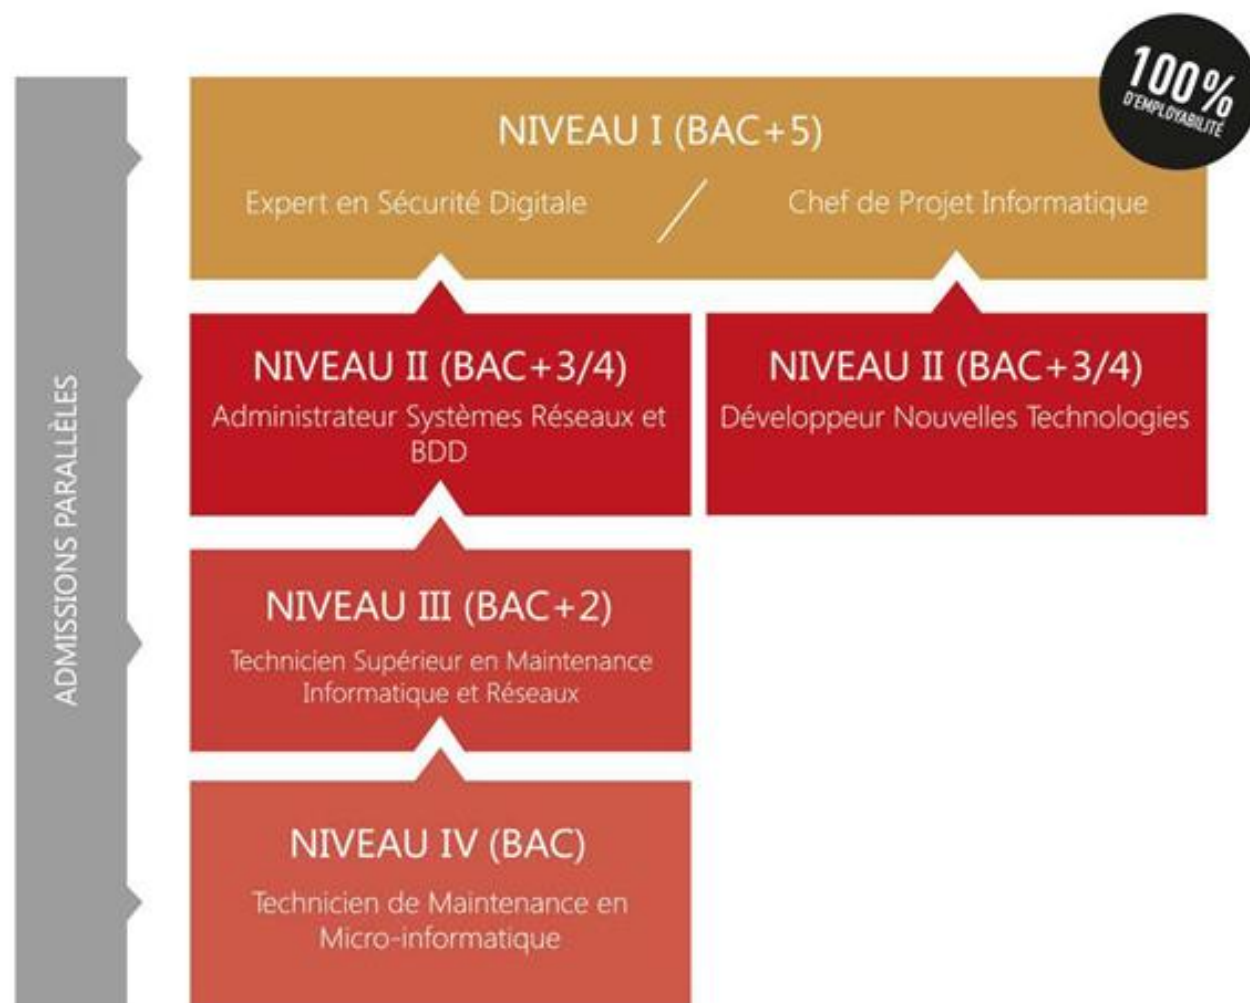 100%
D'EMPLOYABILITÉ
NIVEAU I (BAC+5)
Expert en Sécurité Digitale
/
Chef de Projet Informatique
ADMISSIONS PARALLÈLES
NIVEAU II (BAC+3/4)
Administrateur Systèmes Réseaux et
BDD
NIVEAU II (BAC+3/4)
Développeur Nouvelles Technologies
NIVEAU III (BAC+2)
Technicien Supérieur en Maintenance
Informatique et Réseaux
NIVEAU IV (BAC)
Technicien de Maintenance en
Micro-informatique